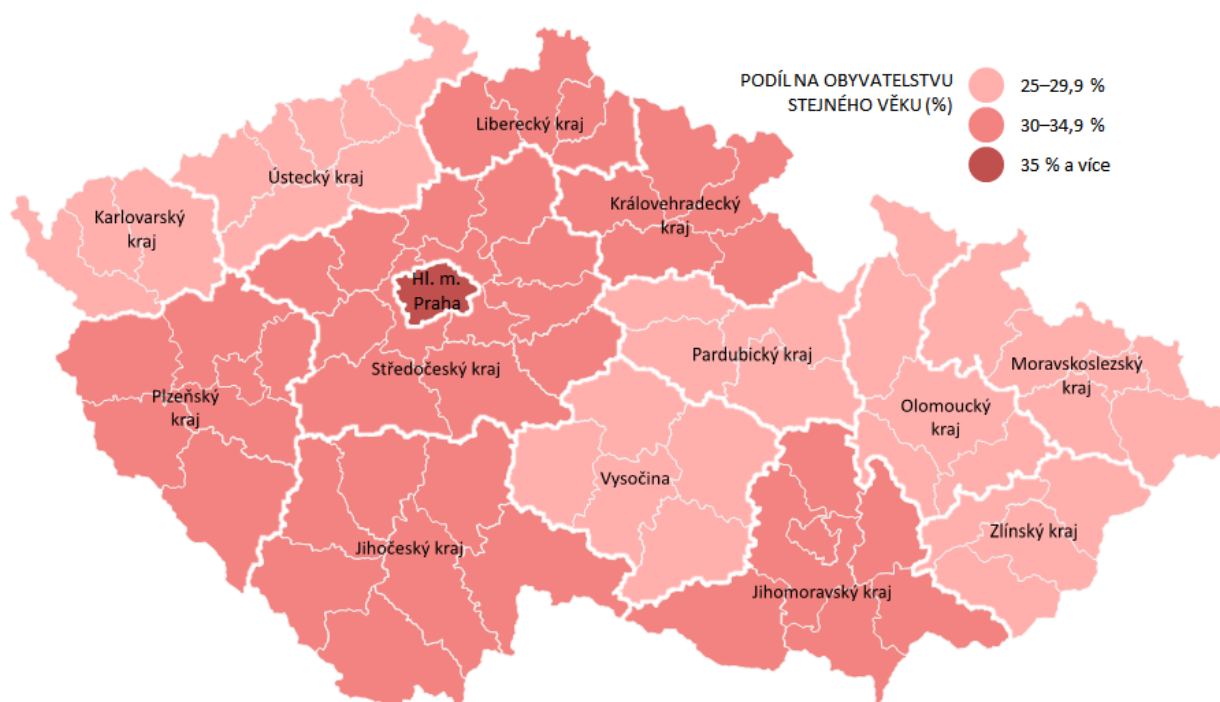 PODÍL NA OBYVATELSTVU
STEJNÉHO VĚKU (%)
25–29,9 %
30–34,9 %
35 % a více
Liberecký kraj
Ústecký kraj
Karlovarský
kraj
Královehradecký
kraj
Hl. m.
Praha
Středočeský kraj
Pardubický kraj
Moravskoslezský
kraj
Plzeňský
kraj
Olomoucký
kraj
Vysočina
Zlínský kraj
Jihočeský kraj
Jihomoravský kraj